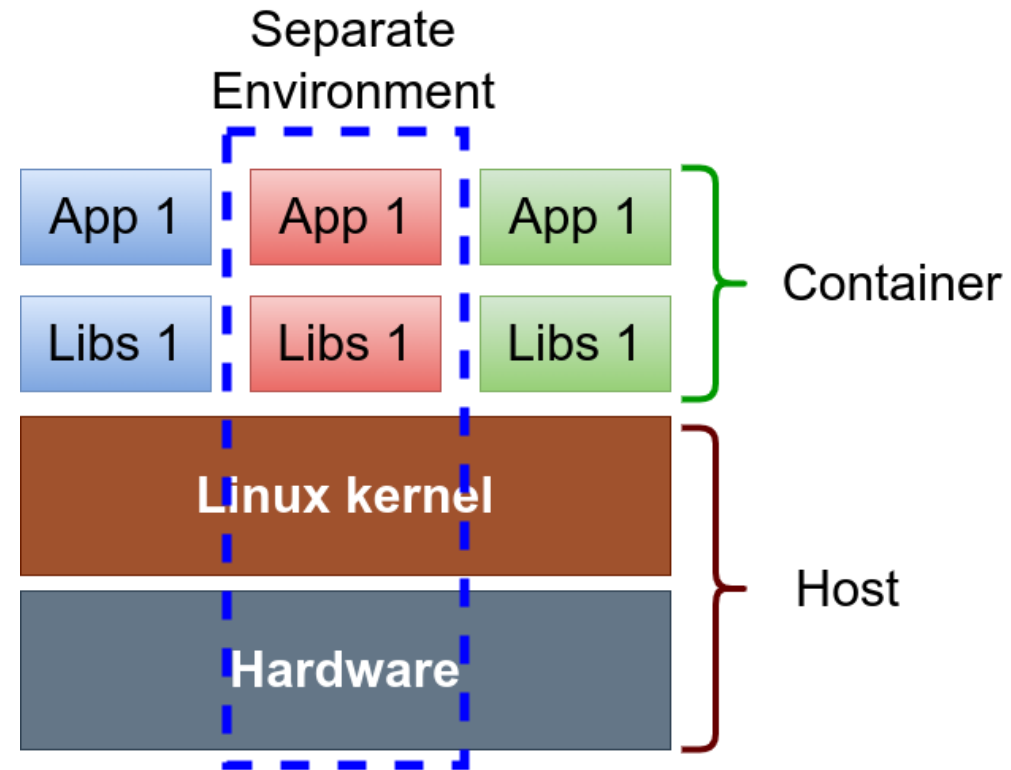 Separate
Environment
App 1
App 1
App 1
Libs 1
Libs 1
Libs 1
Container
Linux kernel
Hardware
Host